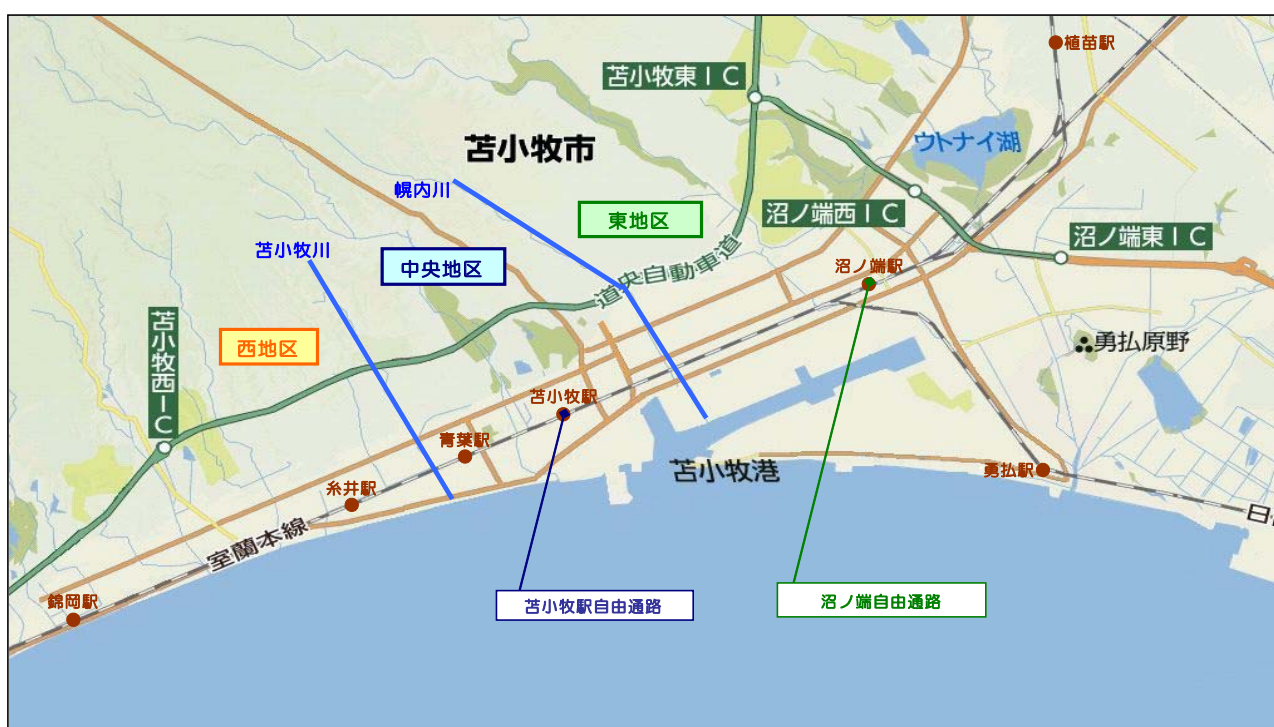 植苗駅
苫小牧東IC
ウトナイ湖
苫小牧市
幌内川
東地区
沼ノ端西IC
沼ノ端東IC
苫小牧川
中央地区
道央自動車道
沼ノ端駅
苫小牧西IC
西地区
勇払原野
苫小牧駅
青葉駅
苫小牧港
勇払駅
糸井駅
日
室蘭本線
錦岡駅
苫小牧駅自由通路
沼ノ端自由通路